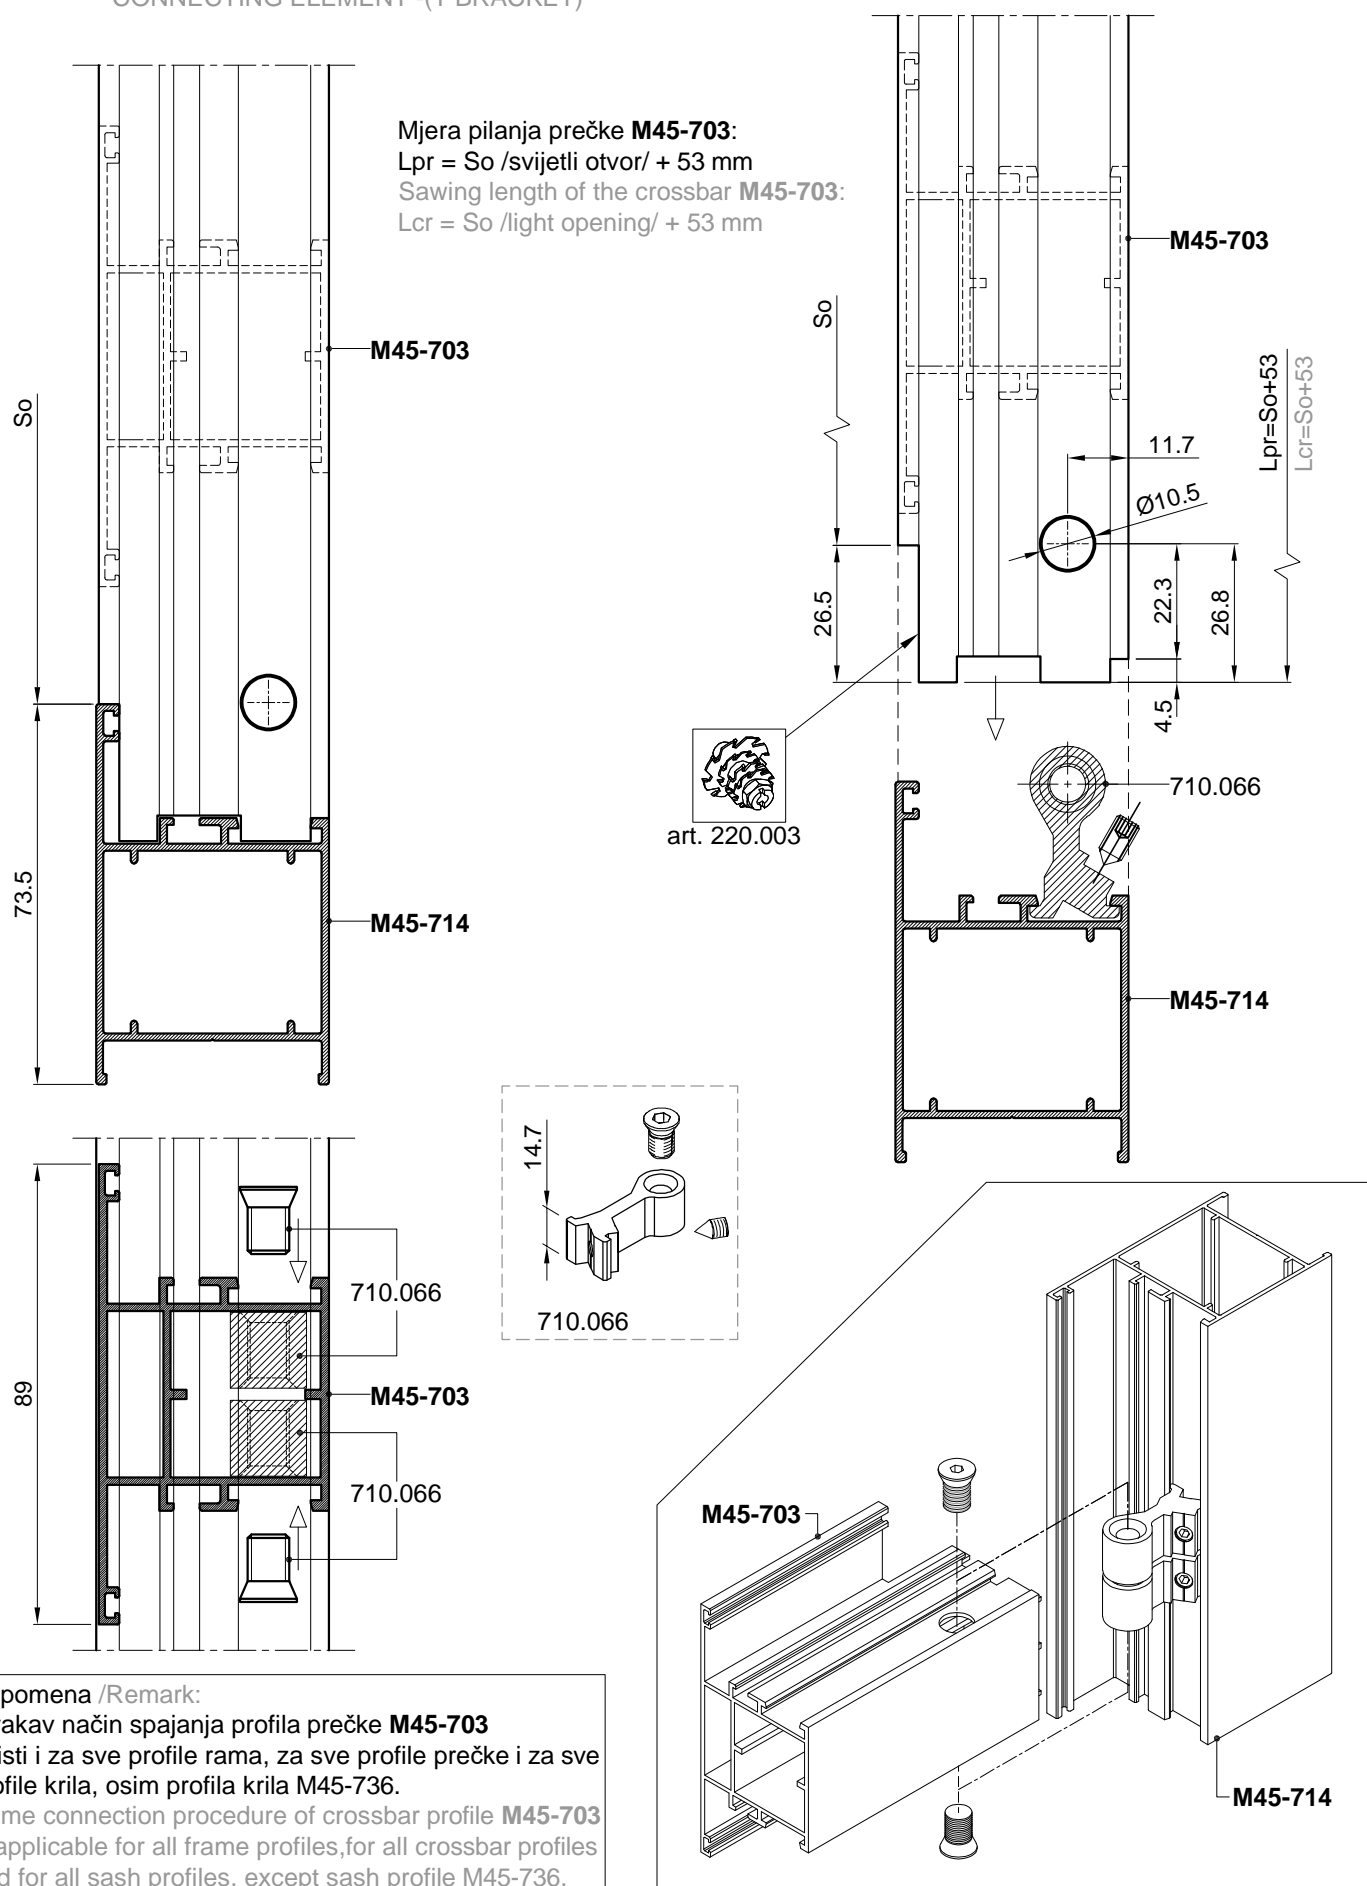 CONNECTING ELEMENT -(T BRACKET)
Mjera pilanja prečke M45-703:
Lpr = So /svijetli otvor/ + 53 mm
Sawing length of the crossbar M45-703:
Lcr = So /light opening/ + 53 mm
So
M45-703
73.5
M45-714
So
M45-703
Lpr=So+53
Lcr=So+53
11.7
Ø10.5
26.5
22.3
26.8
4.5
art. 220.003
710.066
M45-714
89
710.066
M45-703
710.066
14.7
710.066
M45-703
M45-714
pomena /Remark:
akav način spajanja profila prečke M45-703
isti i za sve profile rama, za sve profile prečke i za sve
ofile krila, osim profila krila M45-736.
me connection procedure of crossbar profile M45-703
applicable for all frame profiles,for all crossbar profiles
d for all sash profiles, except sash profile M45-736.